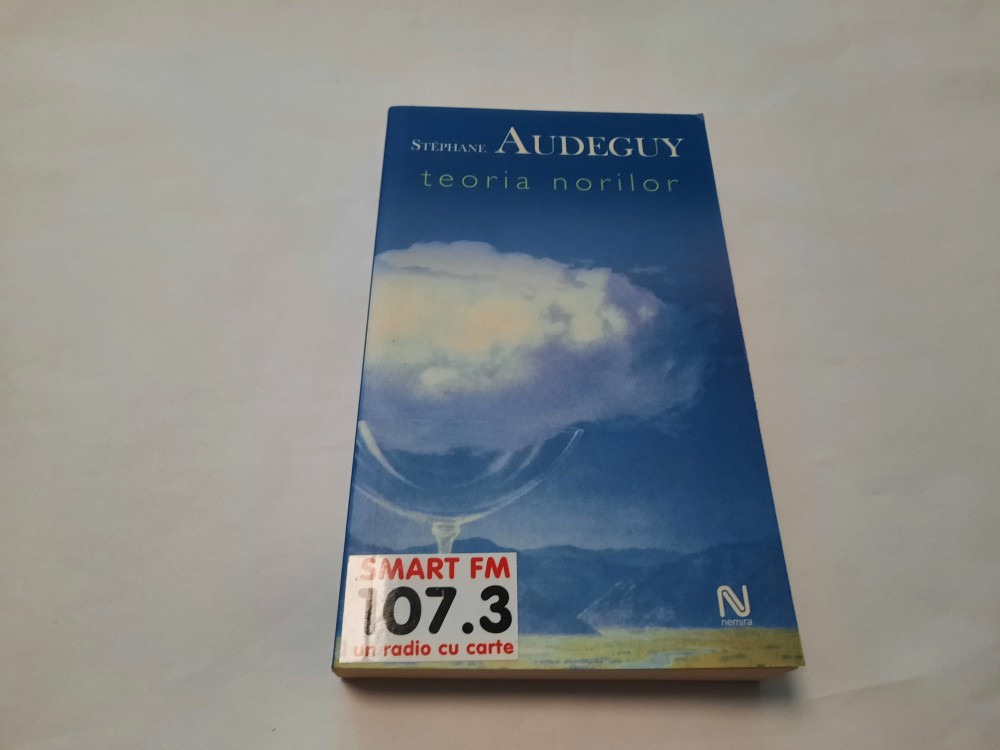 STÉPHANE AUDEGUY
teoria norilor
SMART FM
107.3
un radio cu carte
nemira